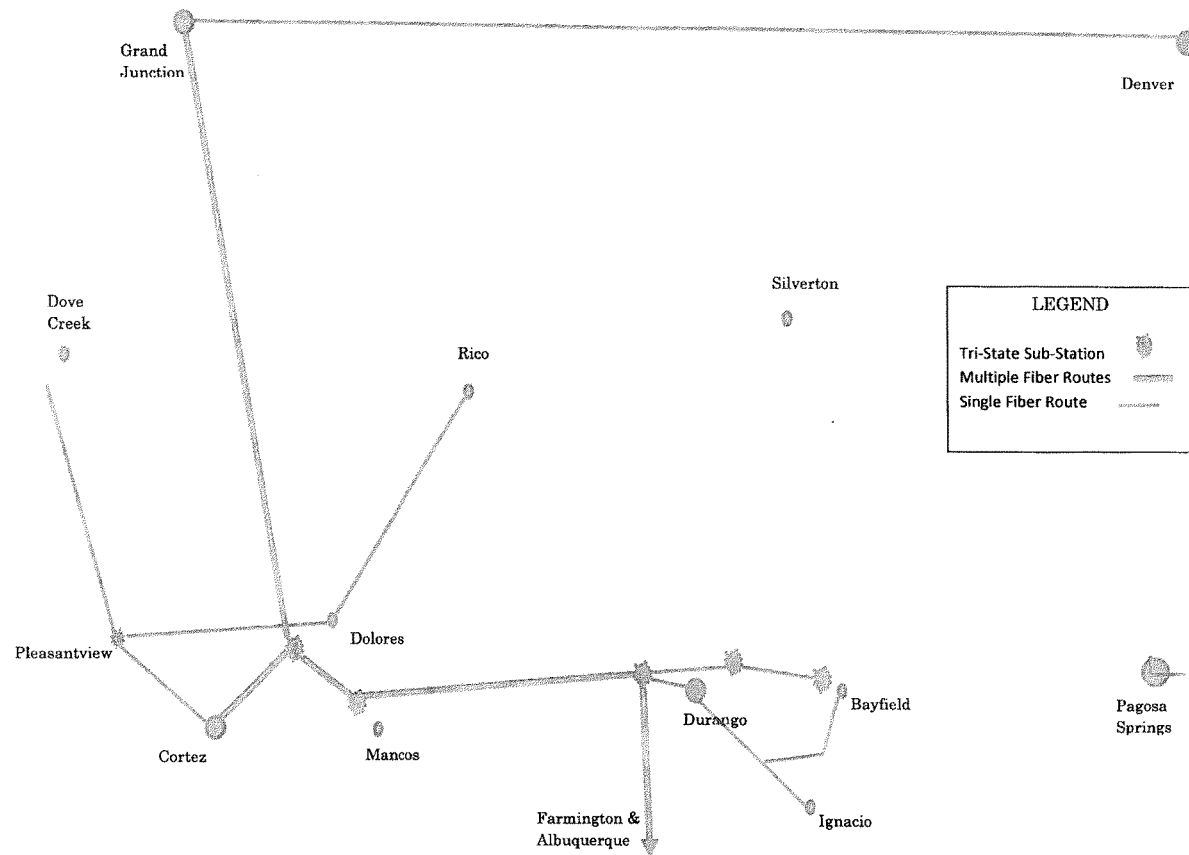 Grand
Junction
Denver
Silverton
Dove
Creek
Rico
LEGEND
Tri-State Sub-Station
Multiple Fiber Routes
Single Fiber Route
Dolores
Pleasantview
Cortez
Mancos
Durango
Bayfield
Pagosa
Springs
Ignacio
Farmington &
Albuquerque